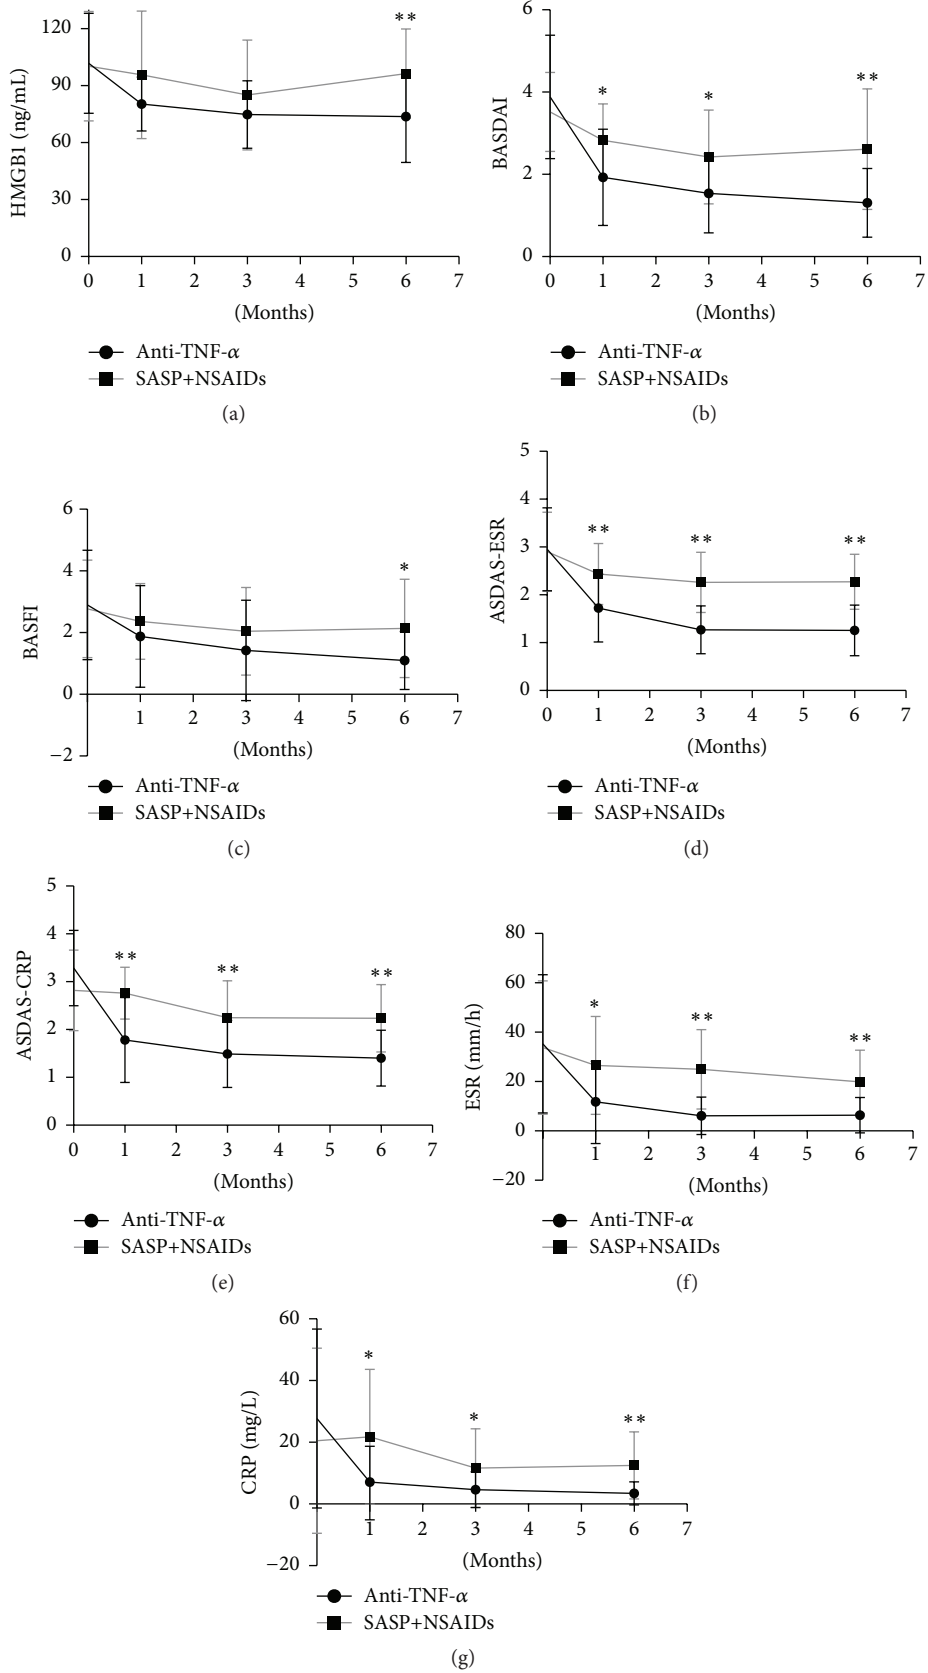 120
90
60
30
0
HMGB1 (ng/mL)
**
0 1 2 3 4 5 6 7
(Months)
Anti-TNF-α
SASP+NSAIDs
(a)
6
4
2
0
BASDAI
* * **
0 1 2 3 4 5 6 7
(Months)
Anti-TNF-α
SASP+NSAIDs
(b)
6
4
2
0
−2
BASFI
*
1 2 3 4 5 6 7
(Months)
Anti-TNF-α
SASP+NSAIDs
(c)
5
4
3
2
1
0
ASDAS-ESR
** ** **
0 1 2 3 4 5 6 7
(Months)
Anti-TNF-α
SASP+NSAIDs
(d)
5
4
3
2
1
0
ASDAS-CRP
** ** **
0 1 2 3 4 5 6 7
(Months)
Anti-TNF-α
SASP+NSAIDs
(e)
80
60
40
20
0
−20
ESR (mm/h)
* ** **
1 2 3 4 5 6 7
(Months)
Anti-TNF-α
SASP+NSAIDs
(f)
60
40
20
0
−20
CRP (mg/L)
* * **
1 2 3 4 5 6 7
(Months)
Anti-TNF-α
SASP+NSAIDs
(g)